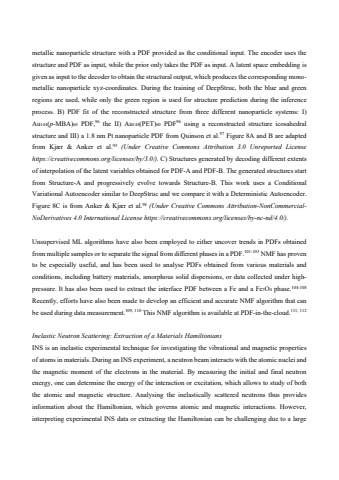 metallic nanoparticle structure with a PDF provided as the conditional input. The encoder uses the
structure and PDF as input, while the prior only takes the PDF as input. A latent space embedding is
given as input to the decoder to obtain the structural output, which produces the corresponding mono-
metallic nanoparticle xyz-coordinates. During the training of DeepStruc, both the blue and green
regions are used, while only the green region is used for structure prediction during the inference
process. B) PDF fit of the reconstructed structure from three different nanoparticle systems: I)
Au₁₄₄(p-MBA)₆₀ PDF,⁹⁶ the II) Au₁₄₄(PET)₆₀ PDF⁹⁶ using a reconstructed structure icosahedral
structure and III) a 1.8 nm Pt nanoparticle PDF from Quinson et al.⁹⁷ Figure 8A and B are adapted
from Kjær & Anker et al.⁹⁵ (Under Creative Commons Attribution 3.0 Unreported License
https://creativecommons.org/licenses/by/3.0/). C) Structures generated by decoding different extents
of interpolation of the latent variables obtained for PDF-A and PDF-B. The generated structures start
from Structure-A and progressively evolve towards Structure-B. This work uses a Conditional
Variational Autoencoder similar to DeepStruc and we compare it with a Deterministic Autoencoder.
Figure 8C is from Anker & Kjær et al.⁹⁸ (Under Creative Commons Attribution-NonCommercial-
NoDerivatives 4.0 International License https://creativecommons.org/licenses/by-nc-nd/4.0/).
Unsupervised ML algorithms have also been employed to either uncover trends in PDFs obtained
from multiple samples or to separate the signal from different phases in a PDF.¹⁰¹⁻¹⁰³ NMF has proven
to be especially useful, and has been used to analyse PDFs obtained from various materials and
conditions, including battery materials, amorphous solid dispersions, or data collected under high-
pressure. It has also been used to extract the interface PDF between a Fe and a Fe₃O₄ phase.¹⁰⁴⁻¹⁰⁸
Recently, efforts have also been made to develop an efficient and accurate NMF algorithm that can
be used during data measurement.¹⁰⁹, ¹¹⁰ This NMF algorithm is available at PDF-in-the-cloud.¹¹¹, ¹¹²
Inelastic Neutron Scattering: Extraction of a Materials Hamiltonians
INS is an inelastic experimental technique for investigating the vibrational and magnetic properties
of atoms in materials. During an INS experiment, a neutron beam interacts with the atomic nuclei and
the magnetic moment of the electrons in the material. By measuring the initial and final neutron
energy, one can determine the energy of the interaction or excitation, which allows to study of both
the atomic and magnetic structure. Analysing the inelastically scattered neutrons thus provides
information about the Hamiltonian, which governs atomic and magnetic interactions. However,
interpreting experimental INS data or extracting the Hamiltonian can be challenging due to a large